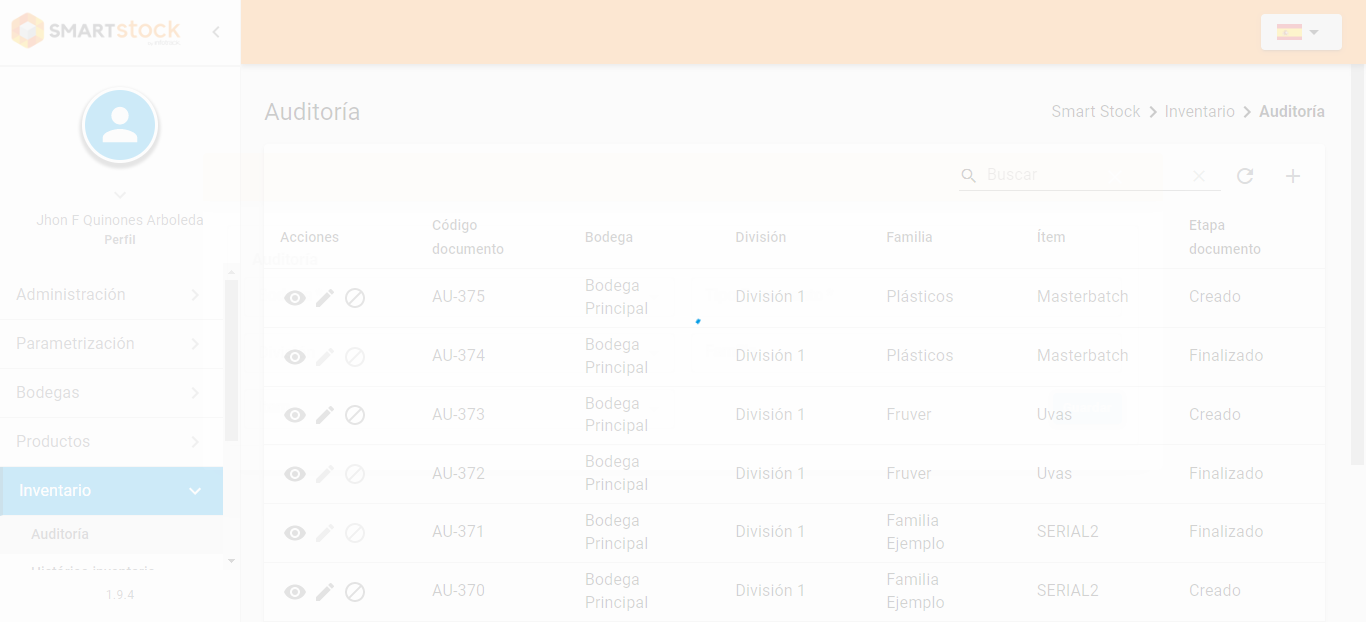 SMARTstock
Auditoría
Smart Stock
Inventario
Auditoría
Jhon F Quinones Arboleda
Perfil
Administración
Parametrización
Bodegas
Productos
Inventario
Auditoría
Histórico inventario
1.9.4
Buscar
Acciones
Código
documento
Bodega
División
Familia
Ítem
Etapa
documento
AU-375
Bodega
Principal
División 1
Plásticos
Masterbatch
Creado
AU-374
Bodega
Principal
División 1
Plásticos
Masterbatch
Finalizado
AU-373
Bodega
Principal
División 1
Fruver
Uvas
Creado
AU-372
Bodega
Principal
División 1
Fruver
Uvas
Finalizado
AU-371
Bodega
Principal
División 1
Familia
Ejemplo
SERIAL2
Finalizado
AU-370
Bodega
Principal
División 1
Familia
Ejemplo
SERIAL2
Creado